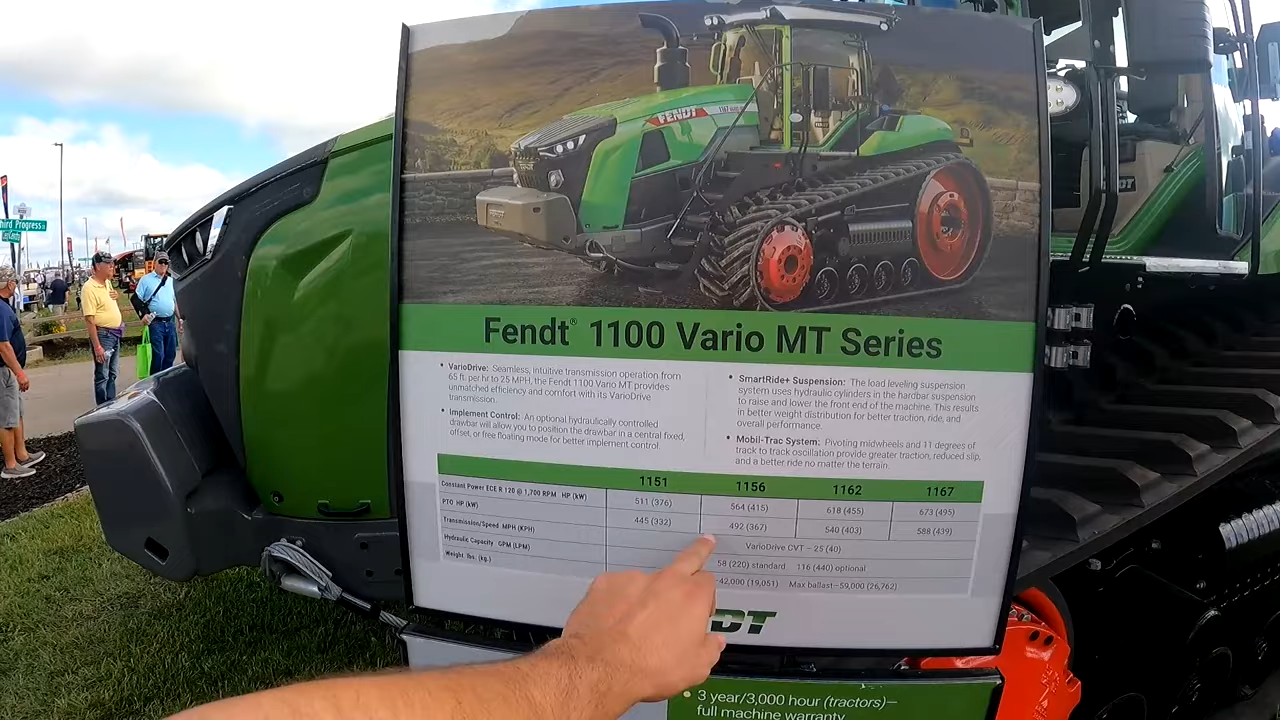 Third Progress
FENDT
Fendt® 1100 Vario MT Series
• VarioDrive: Seamless, intuitive transmission operation from
65 ft. per hr to 25 MPH, the Fendt 1100 Vario MT provides
unmatched efficiency and comfort with its VarioDrive
transmission.
• Implement Control: An optional hydraulically controlled
drawbar will allow you to position the drawbar in a central fixed,
offset, or free floating mode for better implement control.
• SmartRide+ Suspension: The load leveling suspension
system uses hydraulic cylinders in the hardbar suspension
to raise and lower the front end of the machine. This results
in better weight distribution for better traction, ride, and
overall performance.
• Mobil-Trac System: Pivoting midwheels and 11 degrees of
track to track oscillation provide greater traction, reduced slip,
and a better ride no matter the terrain.
1151 1156 1162 1167
Constant Power ECE R 120 @ 1,700 RPM HP (kW) 511 (376) 564 (415) 618 (455) 673 (495)
PTO HP (kW) 445 (332) 492 (367) 540 (403) 588 (439)
Transmission/Speed MPH (KPH) VarioDrive CVT – 25 (40)
Hydraulic Capacity GPM (LPM) 58 (220) standard 116 (440) optional
Weight lbs. (kg.) –42,000 (19,051) Max ballast–59,000 (26,762)
DT
• 3 year/3,000 hour (tractors)—
full machine warranty